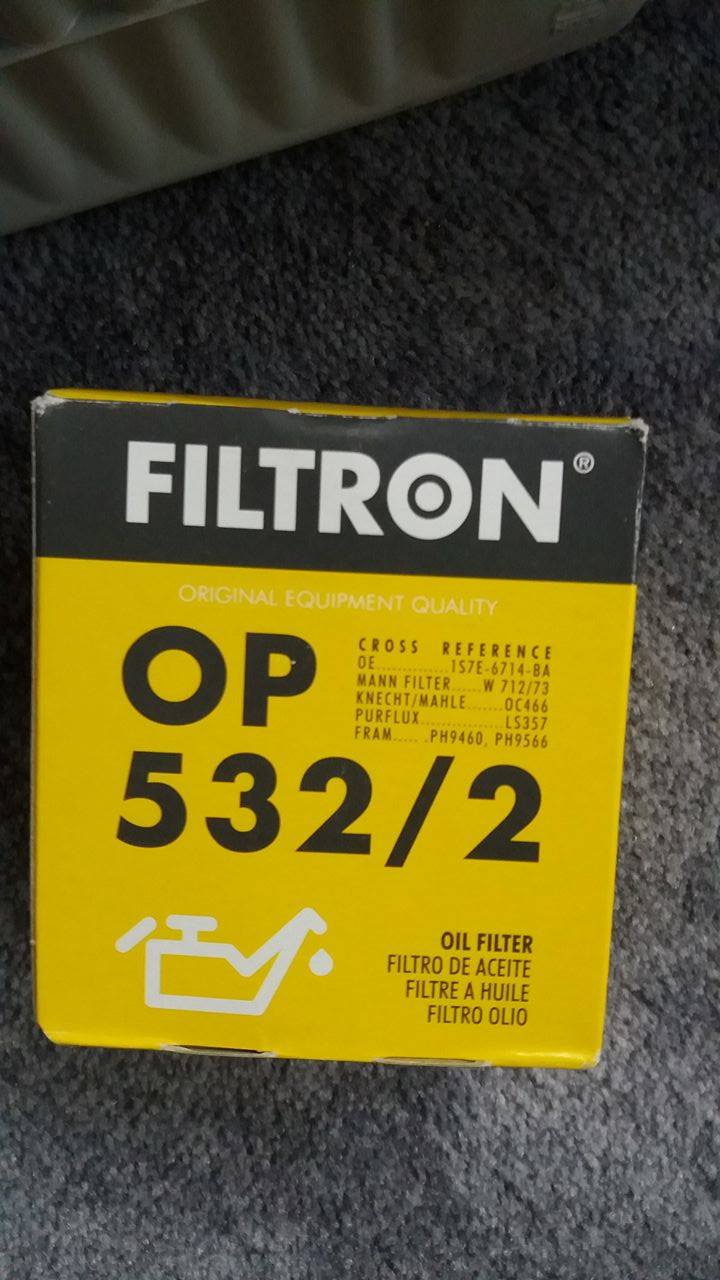 FILTRON®
ORIGINAL EQUIPMENT QUALITY
OP
532/2
CROSS REFERENCE
OE.............1S7E-6714-BA
MANN FILTER......W 712/73
KNECHT/MAHLE.......OC466
PURFLUX................LS357
FRAM..... .PH9460, PH9566
OIL FILTER
FILTRO DE ACEITE
FILTRE A HUILE
FILTRO OLIO